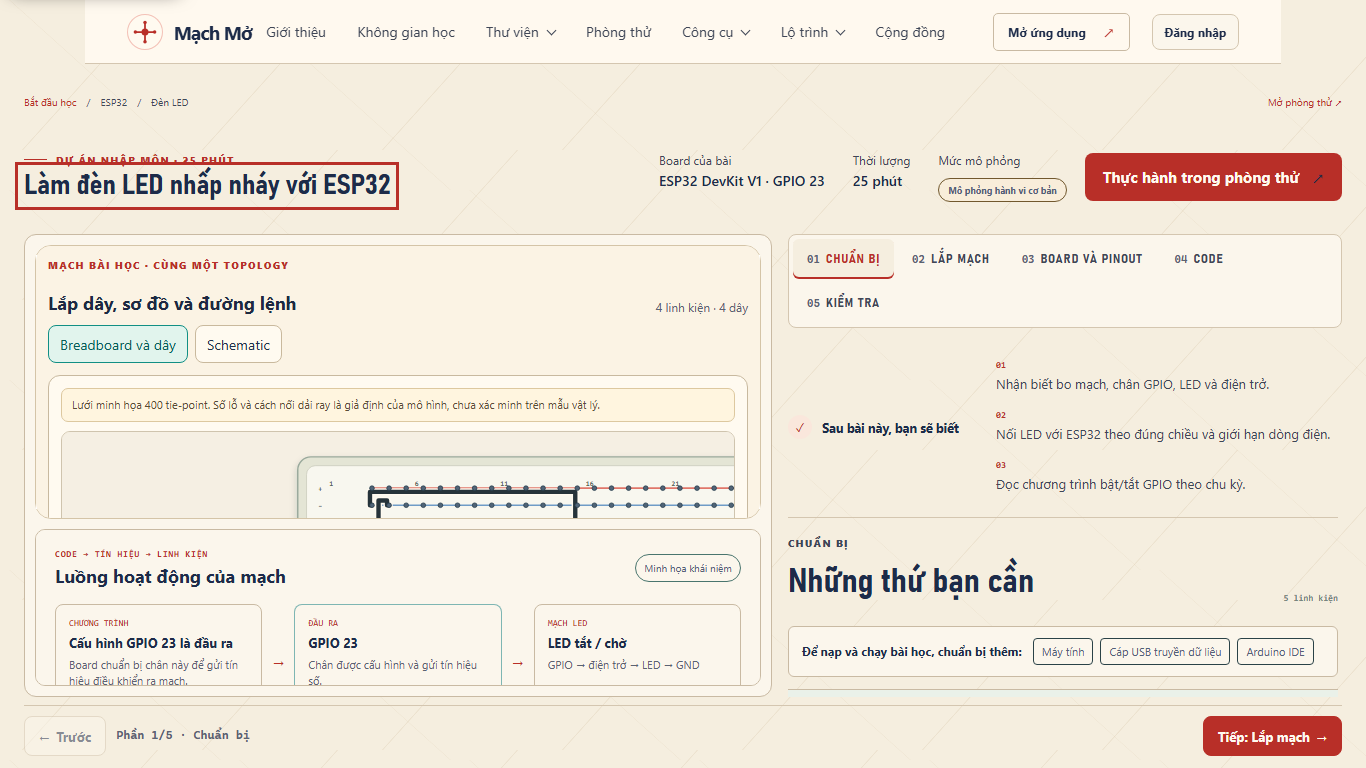 Mạch Mở
Giới thiệu
Không gian học
Thư viện
Phòng thử
Công cụ
Lộ trình
Cộng đồng
Mở ứng dụng ↗
Đăng nhập
Bắt đầu học / ESP32 / Đèn LED
Mở phòng thử ↗
DỰ ÁN NHẬP MÔN · 25 PHÚT
Làm đèn LED nhấp nháy với ESP32
Board của bài
ESP32 DevKit V1 · GPIO 23
Thời lượng
25 phút
Mức mô phỏng
Mô phỏng hành vi cơ bản
Thực hành trong phòng thử ↗
MẠCH BÀI HỌC · CÙNG MỘT TOPOLOGY
Lắp dây, sơ đồ và đường lệnh
4 linh kiện · 4 dây
Breadboard và dây
Schematic
Lưới minh họa 400 tie-point. Số lỗ và cách nối dải ray là giả định của mô hình, chưa xác minh trên mẫu vật lý.
1 6 11 16 21
+
−
CODE → TÍN HIỆU → LINH KIỆN
Luồng hoạt động của mạch
Minh họa khái niệm
CHƯƠNG TRÌNH
Cấu hình GPIO 23 là đầu ra
Board chuẩn bị chân này để gửi tín
hiệu điều khiển ra mạch.
→
ĐẦU RA
GPIO 23
Chân được cấu hình và gửi tín hiệu
số.
→
MẠCH LED
LED tắt / chờ
GPIO → điện trở → LED → GND
01 CHUẨN BỊ
02 LẮP MẠCH
03 BOARD VÀ PINOUT
04 CODE
05 KIỂM TRA
✓ Sau bài này, bạn sẽ biết
01
Nhận biết bo mạch, chân GPIO, LED và điện trở.
02
Nối LED với ESP32 theo đúng chiều và giới hạn dòng điện.
03
Đọc chương trình bật/tắt GPIO theo chu kỳ.
CHUẨN BỊ
Những thứ bạn cần
5 linh kiện
Để nạp và chạy bài học, chuẩn bị thêm:
Máy tính
Cáp USB truyền dữ liệu
Arduino IDE
← Trước
Phần 1/5 · Chuẩn bị
Tiếp: Lắp mạch →